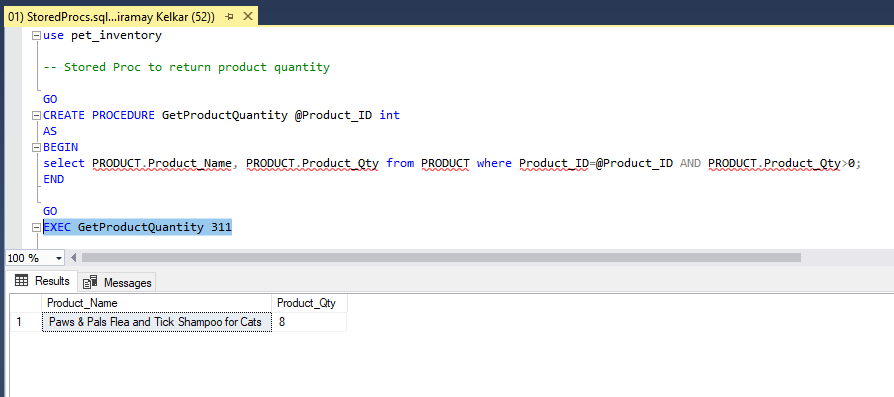 01) StoredProcs.sql...iramay Kelkar (52))
use pet_inventory
-- Stored Proc to return product quantity
GO
CREATE PROCEDURE GetProductQuantity @Product_ID int
AS
BEGIN
select PRODUCT.Product_Name, PRODUCT.Product_Qty from PRODUCT where Product_ID=@Product_ID AND PRODUCT.Product_Qty>0;
END
GO
EXEC GetProductQuantity 311
100 %
Results Messages
Product_Name Product_Qty
1 Paws & Pals Flea and Tick Shampoo for Cats 8